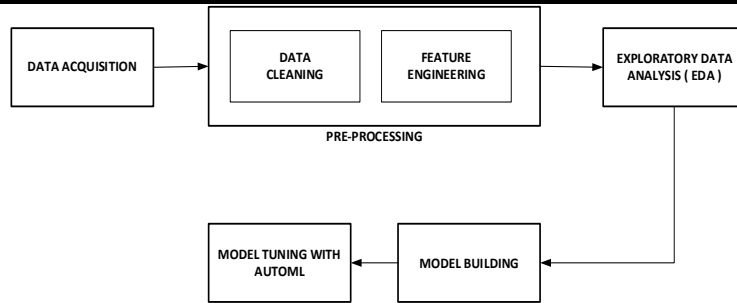 DATA ACQUISITION
DATA
CLEANING
FEATURE
ENGINEERING
PRE-PROCESSING
EXPLORATORY DATA
ANALYSIS ( EDA )
MODEL BUILDING
MODEL TUNING WITH
AUTOML